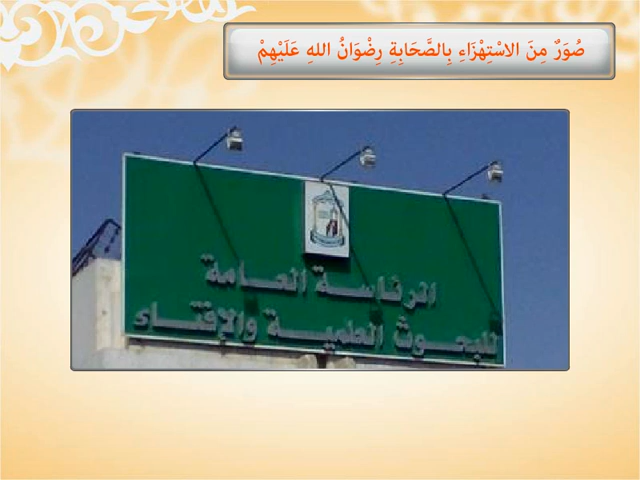 صُوَرٌ مِنَ الاسْتِهْزَاءِ بِالصَّحَابِةِ رِضْوَانُ اللهِ عَلَيْهِمْ
الرئاسة العامة
للبحوث العلمية والإفتاء